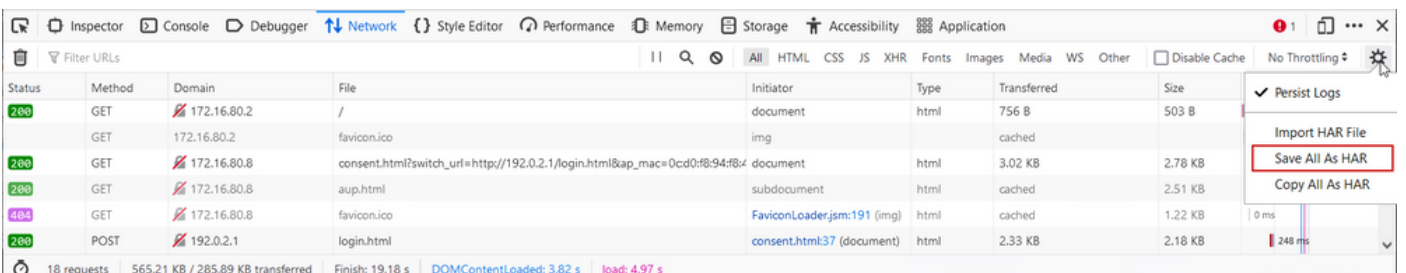 Inspector Console Debugger Network Style Editor Performance Memory Storage Accessibility Application 1
Filter URLs All HTML CSS JS XHR Fonts Images Media WS Other Disable Cache No Throttling
Status Method Domain File Initiator Type Transferred Size
Persist Logs
200 GET 172.16.80.2 / document html 756 B 503 B
GET 172.16.80.2 favicon.ico img cached
Import HAR File
200 GET 172.16.80.8 consent.html?switch_url=http://192.0.2.1/login.html&ap_mac=0cd0:f8:94:f8:4 document html 3.02 KB 2.78 KB
Save All As HAR
200 GET 172.16.80.8 aup.html subdocument html cached 2.51 KB
Copy All As HAR
404 GET 172.16.80.8 favicon.ico FaviconLoader.jsm:191 (img) html cached 1.22 KB 0 ms
200 POST 192.0.2.1 login.html consent.html:37 (document) html 2.33 KB 2.18 KB 248 ms
18 requests 565.21 KB / 285.89 KB transferred Finish: 19.18 s DOMContentLoaded: 3.82 s load: 4.97 s